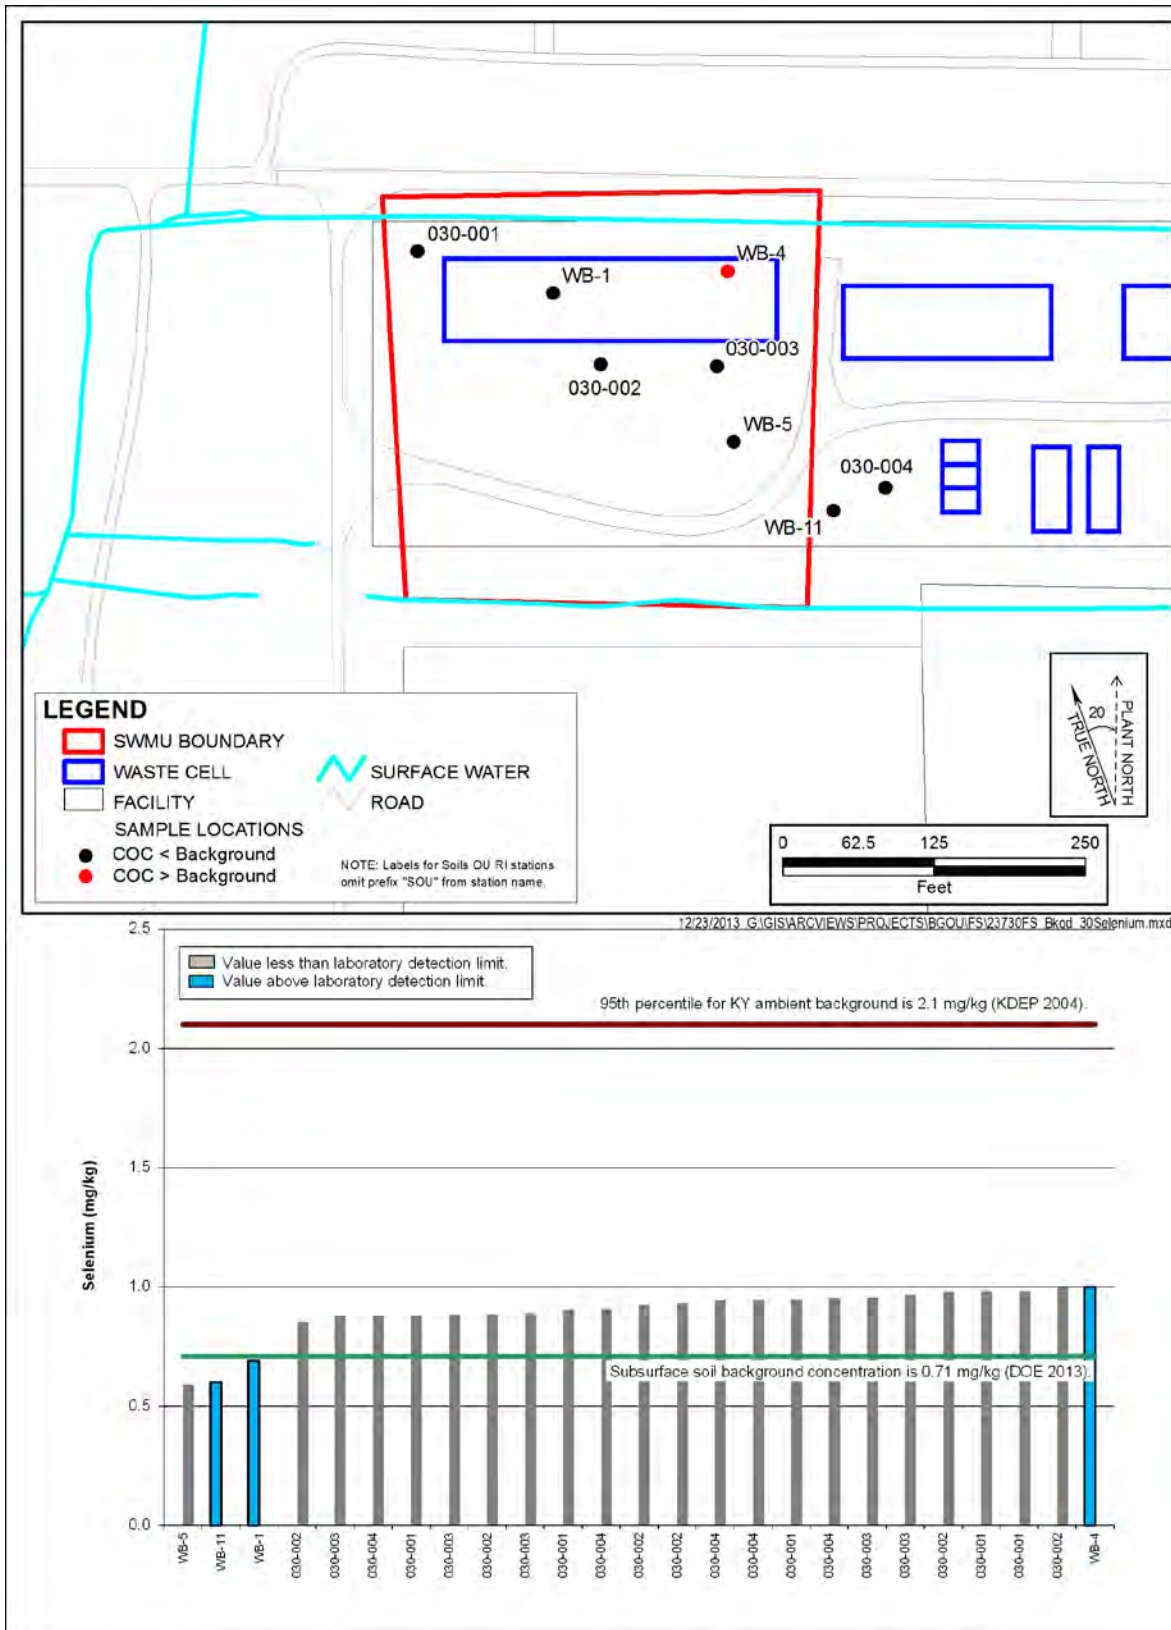 030-001
WB-4
WB-1
030-003
030-002
WB-5
030-004
WB-11
PLANT NORTH
20
TRUE NORTH
LEGEND
SWMU BOUNDARY
WASTE CELL
SURFACE WATER
FACILITY
ROAD
SAMPLE LOCATIONS
COC < Background
COC > Background
NOTE: Labels for Soils OU RI stations
omit prefix "SOU" from station name.
0 62.5 125 250
Feet
12/23/2013 G:\GIS\ARCVIEWS\PROJECTS\BGOU\FS\23730FS_Bkgd_30Selenium.mxd
2.5
Value less than laboratory detection limit.
Value above laboratory detection limit.
95th percentile for KY ambient background is 2.1 mg/kg (KDEP 2004).
2.0
1.5
Selenium (mg/kg)
1.0
Subsurface soil background concentration is 0.71 mg/kg (DOE 2013).
0.5
0.0
WB-5
WB-11
WB-1
030-002
030-003
030-004
030-001
030-003
030-002
030-003
030-001
030-004
030-002
030-002
030-004
030-004
030-001
030-004
030-003
030-003
030-002
030-001
030-001
030-002
WB-4